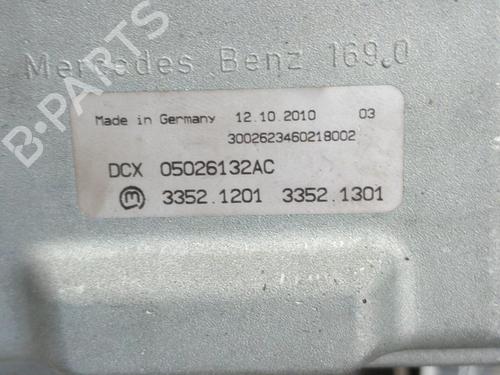 Mercedes Benz 169.0
Made in Germany 12.10.2010 03
3002623460218002
DCX 05026132AC
m 3352.1201 3352.1301
B-PARTS